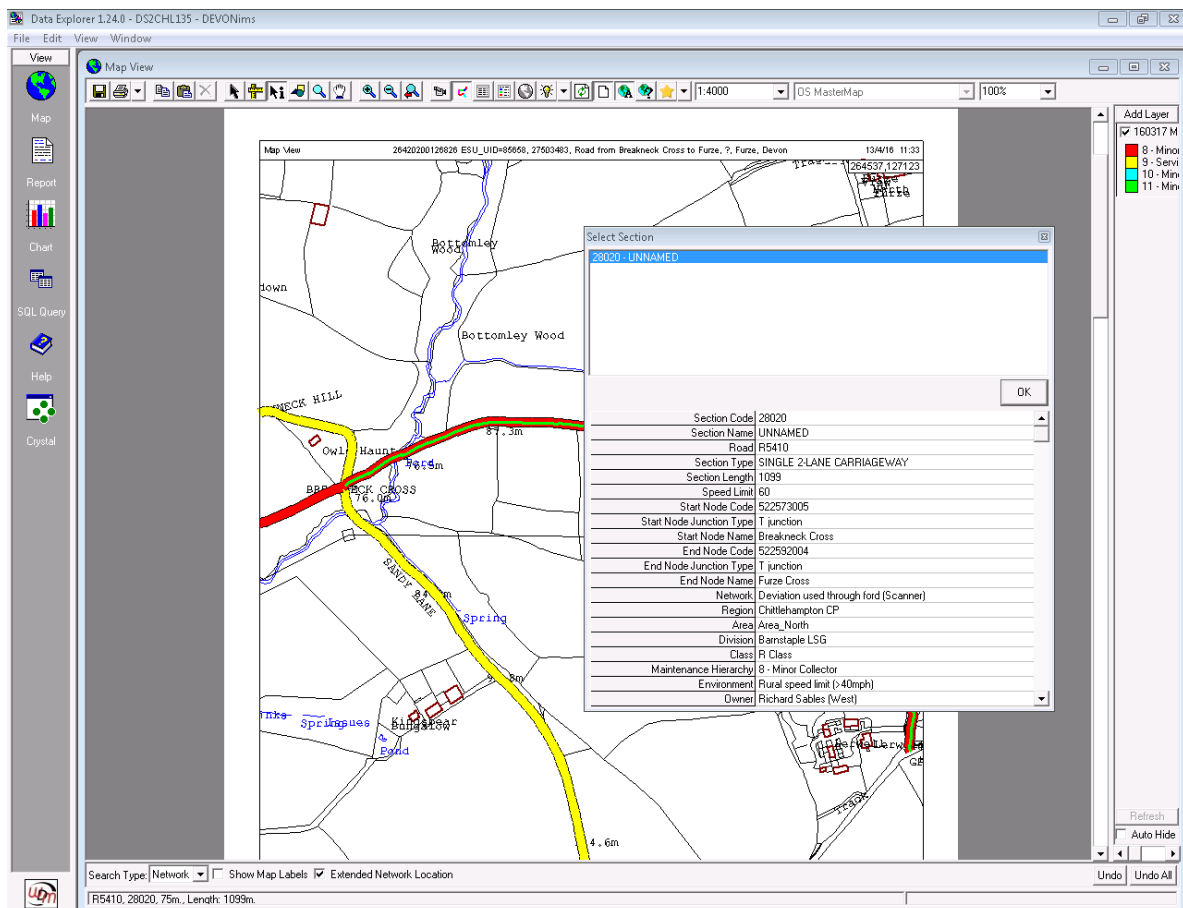 Data Explorer 1.24.0 - DS2CHL135 - DEVONims
File Edit View Window
View
Map
Report
Chart
SQL Query
Help
Crystal
Map View
1:4000
OS MasterMap
100%
Map View 26420200126826 ESU_UID=85658, 27503483, Road from Breakneck Cross to Furze, ?, Furze, Devon 13/4/16 11:33
264537,127123
Bottomley
Wood
down
Bottomley Wood
NECK HILL
87.3m
Ford
76.0m
SANDY LANE
Spring
Issues
Bungalow
Pond
Track
4.6m
Select Section
28020 - UNNAMED
OK
Section Code 28020
Section Name UNNAMED
Road R5410
Section Type SINGLE 2-LANE CARRIAGEWAY
Section Length 1099
Speed Limit 60
Start Node Code 522573005
Start Node Junction Type T junction
Start Node Name Breakneck Cross
End Node Code 522592004
End Node Junction Type T junction
End Node Name Furze Cross
Network Deviation used through ford (Scanner)
Region Chittlehampton CP
Area Area_North
Division Barnstaple LSG
Class R Class
Maintenance Hierarchy 8 - Minor Collector
Environment Rural speed limit (>40mph)
Owner Richard Sables (West)
Add Layer
160317 M
8 - Minor
9 - Servi
10 - Mino
11 - Mino
Refresh
Auto Hide
Search Type: Network Show Map Labels Extended Network Location
Undo Undo All
R5410, 28020, 75m., Length: 1099m.